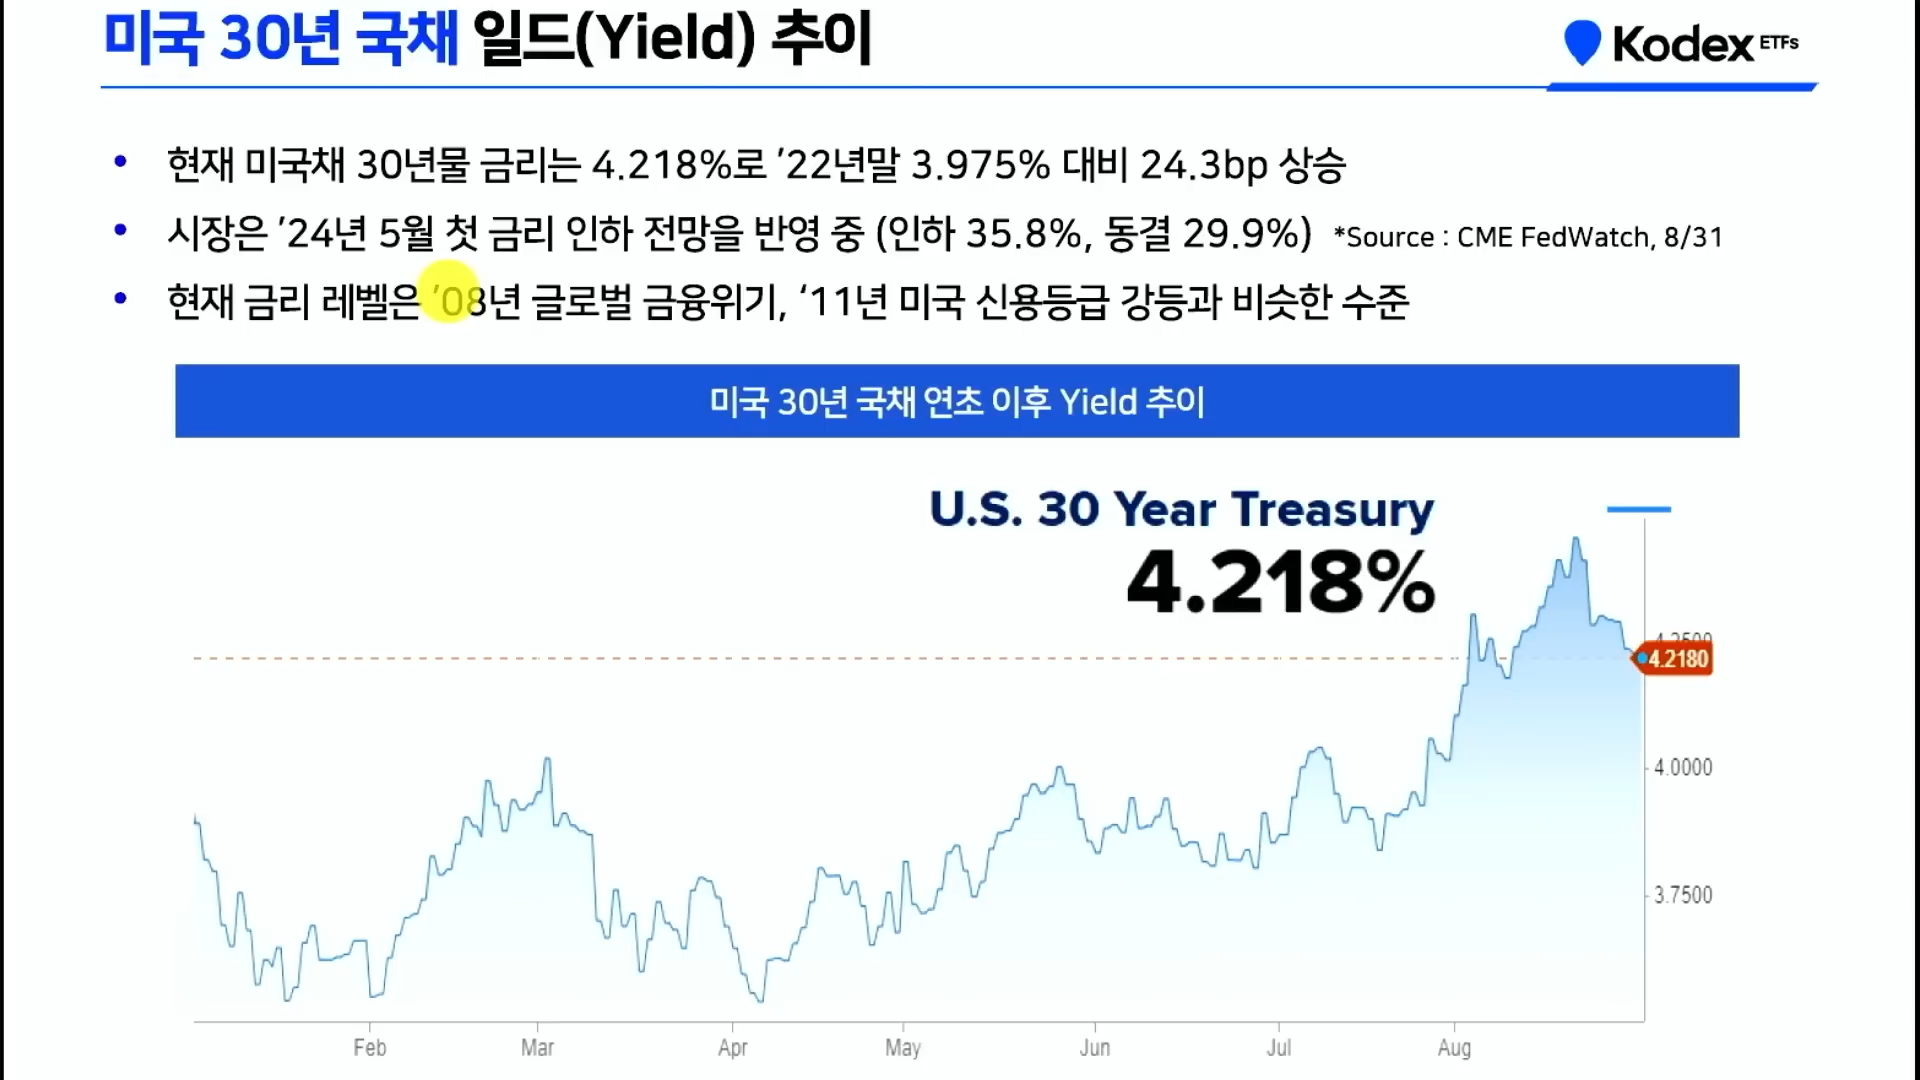 미국 30년 국채 일드(Yield) 추이
Kodex ETFs
• 현재 미국채 30년물 금리는 4.218%로 ’22년말 3.975% 대비 24.3bp 상승
• 시장은 ’24년 5월 첫 금리 인하 전망을 반영 중 (인하 35.8%, 동결 29.9%) *Source : CME FedWatch, 8/31
• 현재 금리 레벨은 ’08년 글로벌 금융위기, ‘11년 미국 신용등급 강등과 비슷한 수준
미국 30년 국채 연초 이후 Yield 추이
U.S. 30 Year Treasury
4.218%
4.2500
4.2180
4.0000
3.7500
Feb Mar Apr May Jun Jul Aug